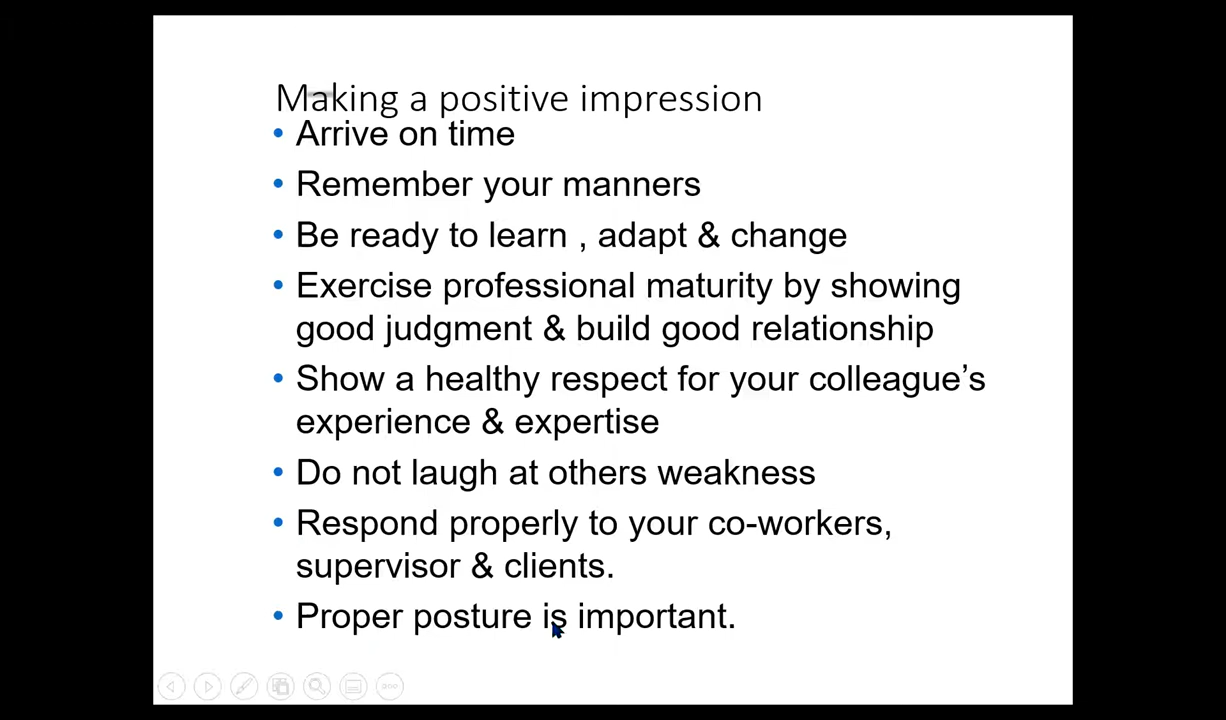 Making a positive impression
• Arrive on time
• Remember your manners
• Be ready to learn , adapt & change
• Exercise professional maturity by showing
good judgment & build good relationship
• Show a healthy respect for your colleague’s
experience & expertise
• Do not laugh at others weakness
• Respond properly to your co-workers,
supervisor & clients.
• Proper posture is important.